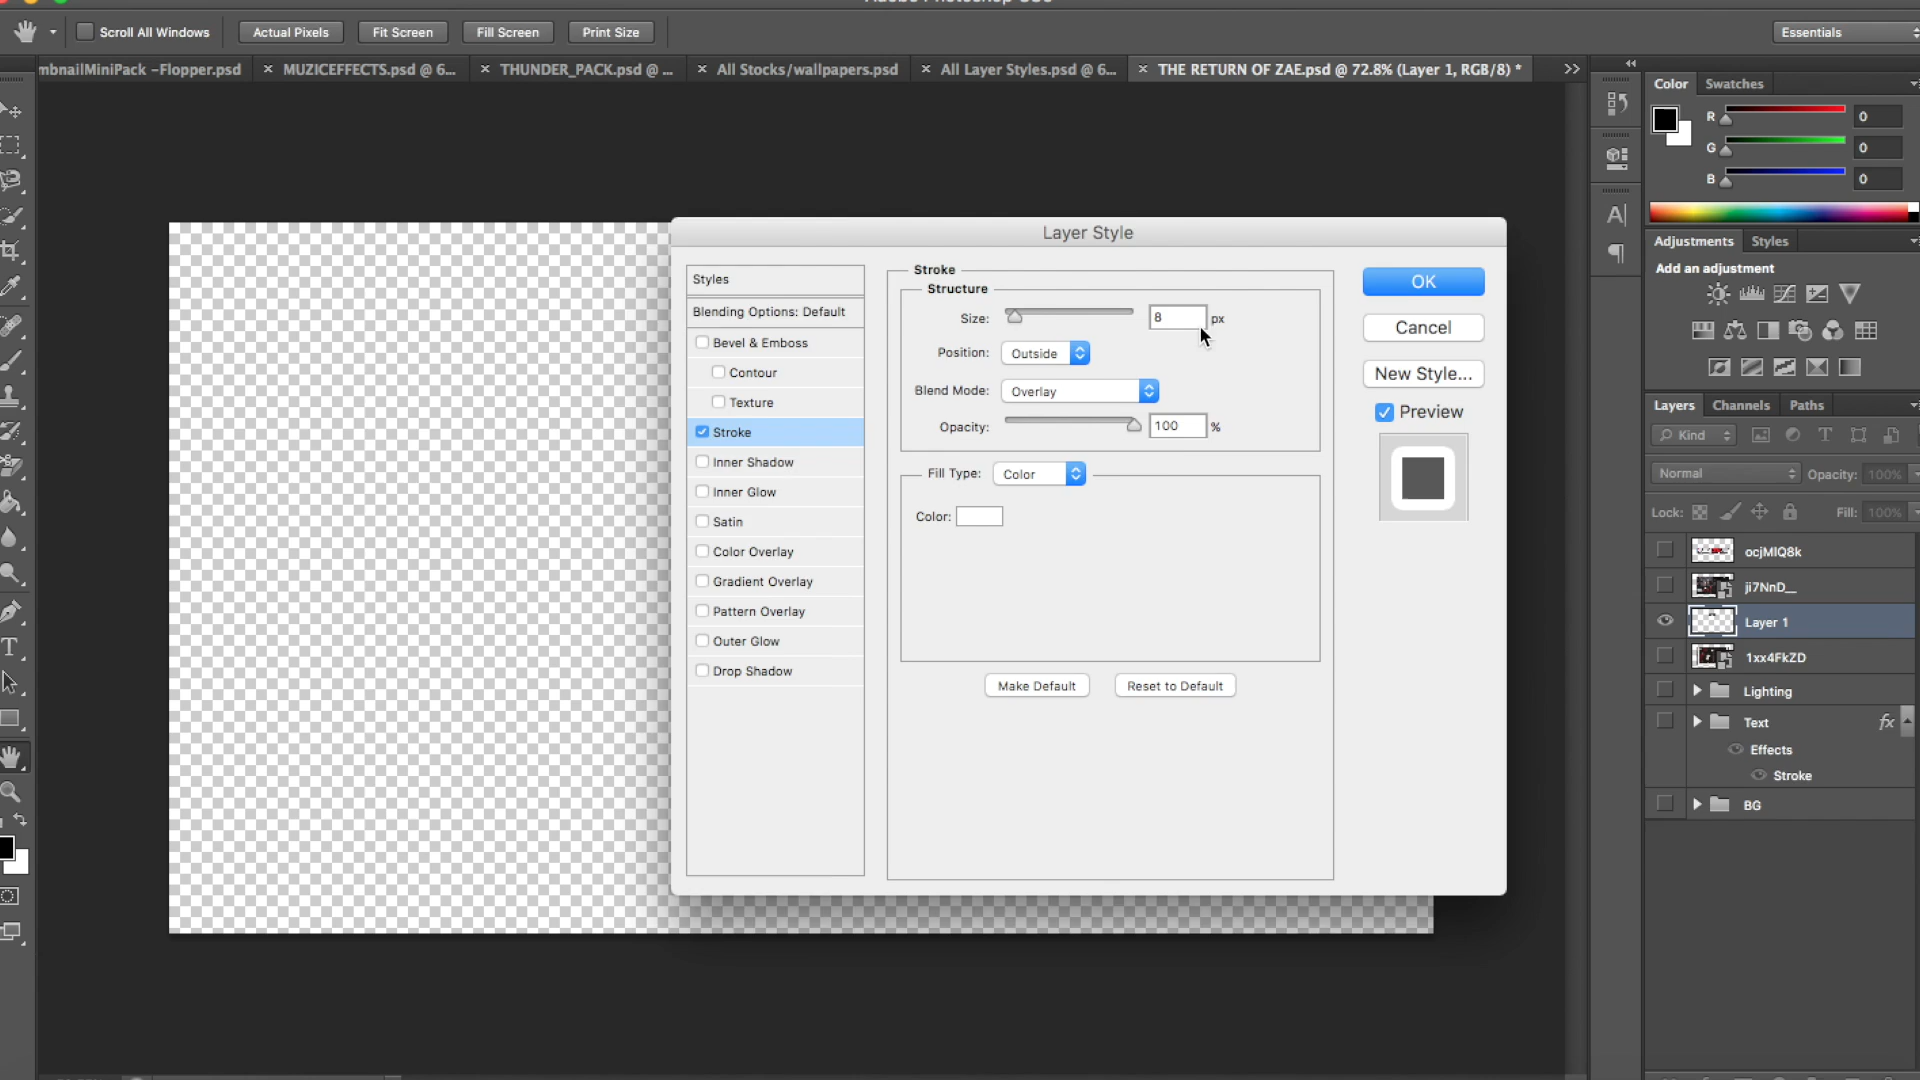 Scroll All Windows
Actual Pixels
Fit Screen
Fill Screen
Print Size
Essentials
mbnailMiniPack –Flopper.psd
× MUZICEFFECTS.psd @ 6...
× THUNDER_PACK.psd @ ...
× All Stocks/wallpapers.psd
× All Layer Styles.psd @ 6...
× THE RETURN OF ZAE.psd @ 72.8% (Layer 1, RGB/8) *
Color
Swatches
R 0
G 0
B 0
Adjustments
Styles
Add an adjustment
Layer Style
Styles
Blending Options: Default
Bevel & Emboss
Contour
Texture
Stroke
Inner Shadow
Inner Glow
Satin
Color Overlay
Gradient Overlay
Pattern Overlay
Outer Glow
Drop Shadow
Stroke
Structure
Size: 8 px
Position: Outside
Blend Mode: Overlay
Opacity: 100 %
Fill Type: Color
Color:
Make Default
Reset to Default
OK
Cancel
New Style...
Preview
Layers
Channels
Paths
Kind
Normal
Opacity: 100%
Lock:
Fill: 100%
ocjMlQ8k
ji7NnD__
Layer 1
1xx4FkZD
Lighting
Text
fx
Effects
Stroke
BG